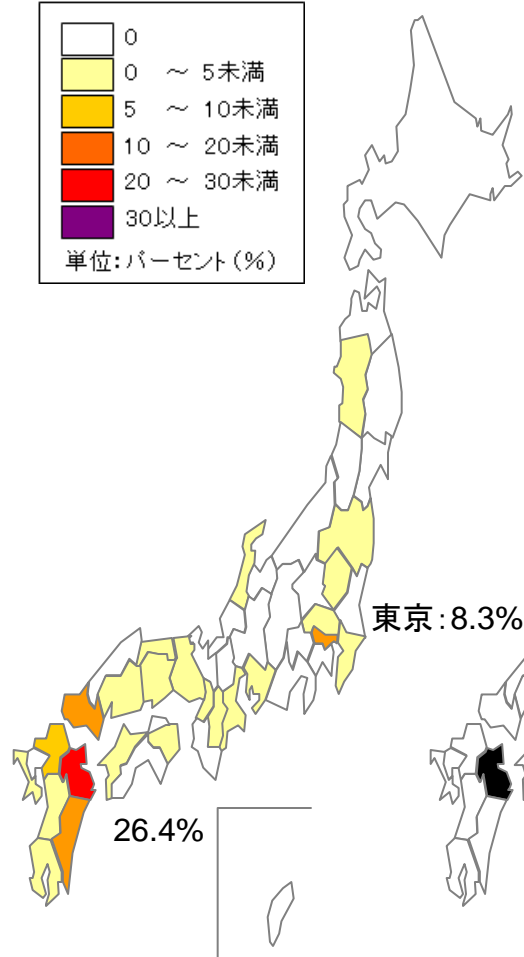 0
0 ～ 5未満
5 ～ 10未満
10 ～ 20未満
20 ～ 30未満
30以上
単位:パーセント(%)
東京:8.3%
26.4%